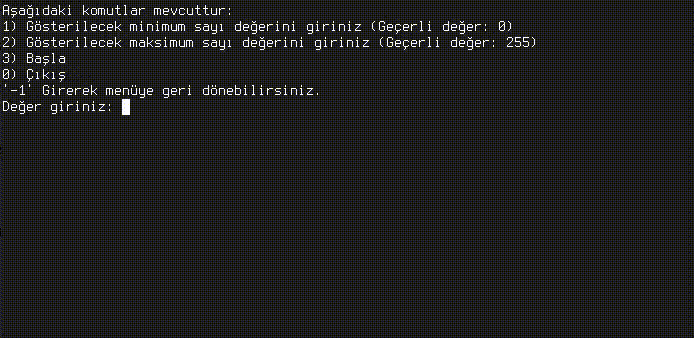 Aşağıdaki komutlar mevcuttur:
1) Gösterilecek minimum sayı değerini giriniz (Geçerli değer: 0)
2) Gösterilecek maksimum sayı değerini giriniz (Geçerli değer: 255)
3) Başla
0) Çıkış
'-1' Girerek menüye geri dönebilirsiniz.
Değer giriniz: